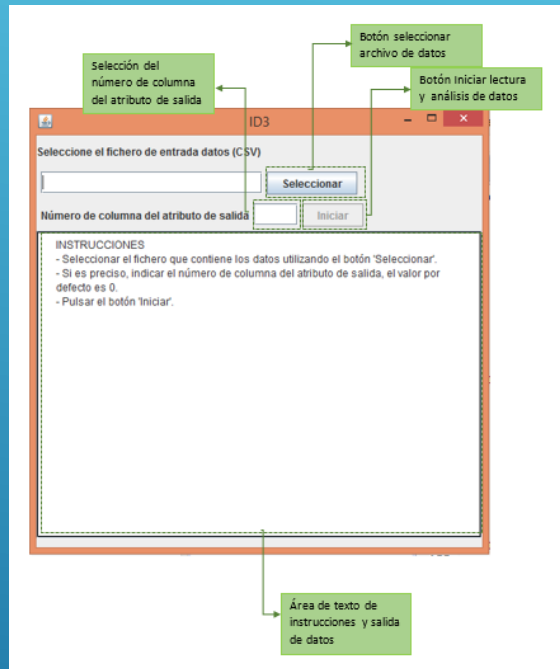 Botón seleccionar
archivo de datos
Selección del
número de columna
del atributo de salida
Botón Iniciar lectura
y análisis de datos
ID3
Seleccione el fichero de entrada datos (CSV)
Seleccionar
Número de columna del atributo de salida
Iniciar
INSTRUCCIONES
- Seleccionar el fichero que contiene los datos utilizando el botón 'Seleccionar'.
- Si es preciso, indicar el número de columna del atributo de salida, el valor por
defecto es 0.
- Pulsar el botón 'Iniciar'.
Área de texto de
instrucciones y salida
de datos